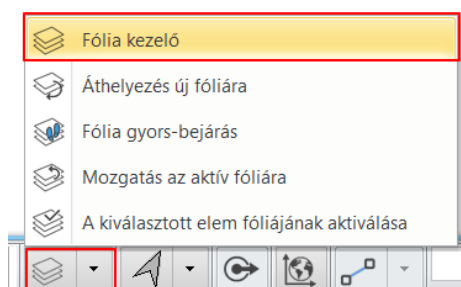 Fólia kezelő
Áthelyezés új fóliára
Fólia gyors-bejárás
Mozgatás az aktív fóliára
A kiválasztott elem fóliájának aktiválása